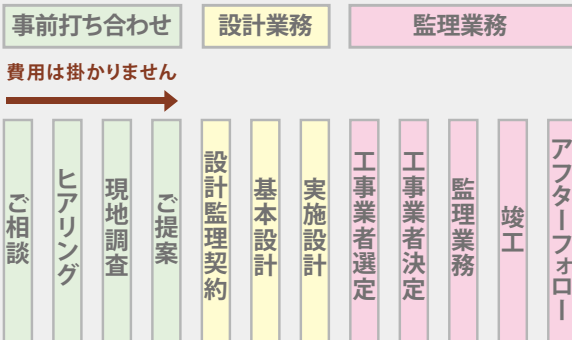 事前打ち合わせ
設計業務
監理業務
費用は掛かりません
ご相談
ヒアリング
現地調査
ご提案
設計監理契約
基本設計
実施設計
工事業者選定
工事業者決定
監理業務
竣工
アフターフォロー